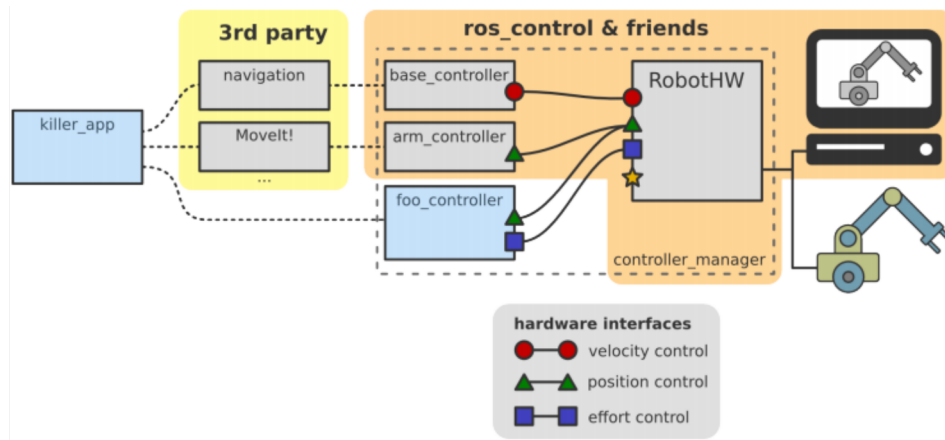 3rd party
ros_control & friends
killer_app
navigation
MoveIt!
...
base_controller
arm_controller
foo_controller
RobotHW
controller_manager
hardware interfaces
velocity control
position control
effort control